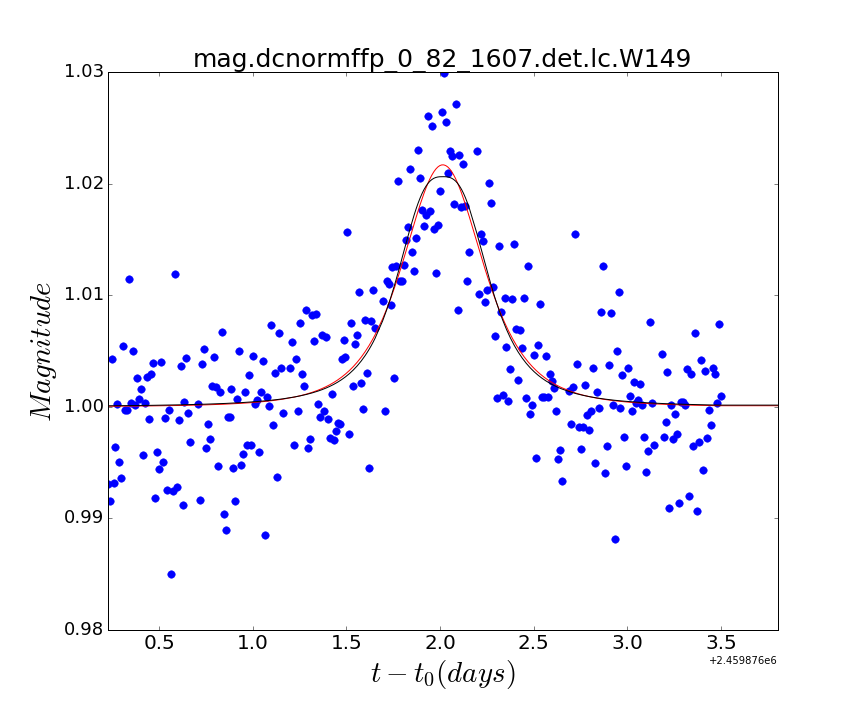 mag.dcnormffp_0_82_1607.det.lc.W149
1.03
1.02
1.01
1.00
0.99
0.98
Magnitude
0.5 1.0 1.5 2.0 2.5 3.0 3.5
+2.459876e6
t − t₀(days)